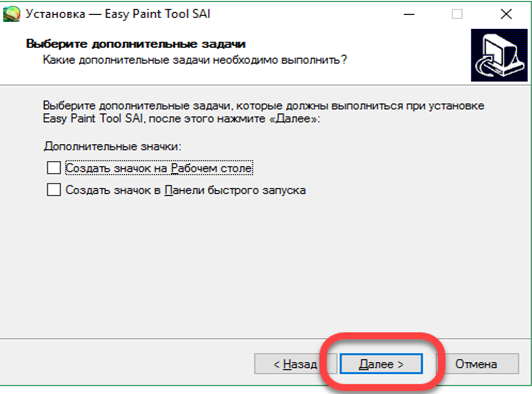 Установка — Easy Paint Tool SAI
Выберите дополнительные задачи
Какие дополнительные задачи необходимо выполнить?
Выберите дополнительные задачи, которые должны выполниться при установке
Easy Paint Tool SAI, после этого нажмите «Далее»:
Дополнительные значки:
Создать значок на Рабочем столе
Создать значок в Панели быстрого запуска
< Назад Далее > Отмена